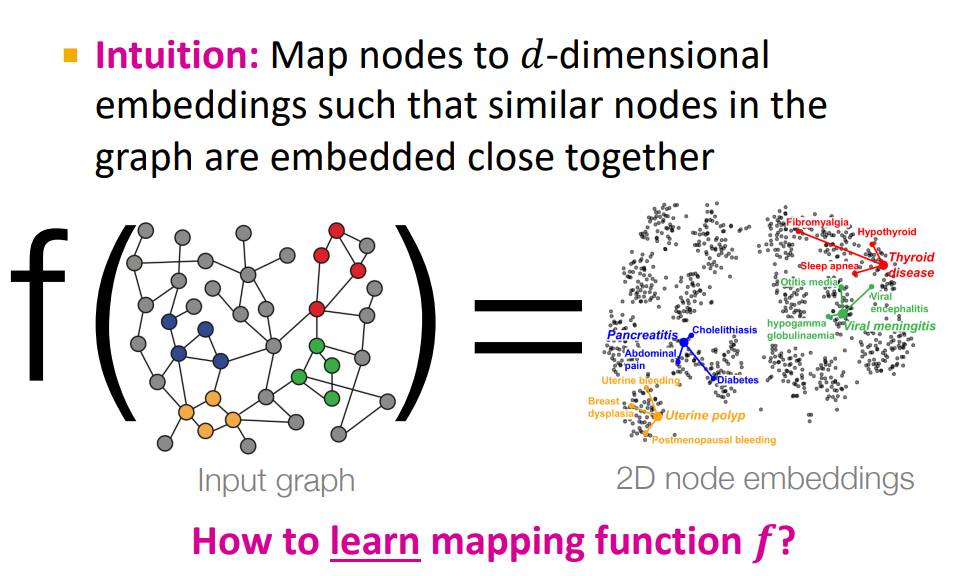 Intuition: Map nodes to d-dimensional
embeddings such that similar nodes in the
graph are embedded close together
f ( ) =
Fibromyalgia
Hypothyroid
Sleep apnea
Thyroid
disease
Otitis media
Viral
encephalitis
hypogamma
globulinaemia
Viral meningitis
Pancreatitis
Cholelithiasis
Abdominal
pain
Diabetes
Uterine bleeding
Breast
dysplasia
Uterine polyp
Postmenopausal bleeding
Input graph
2D node embeddings
How to learn mapping function f?